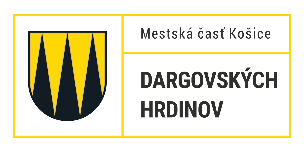 Mestská časť Košice
DARGOVSKÝCH
HRDINOV